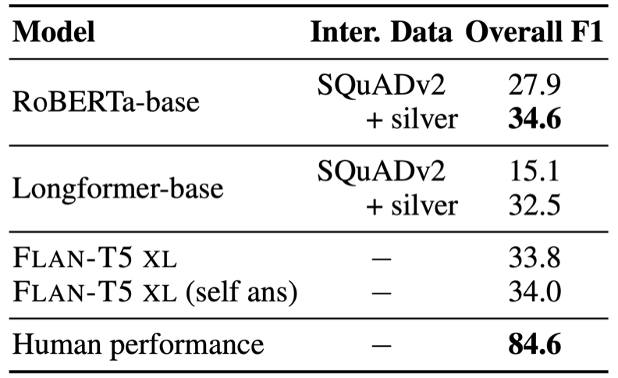 Model Inter. Data Overall F1
RoBERTa-base SQuADv2 27.9
+ silver 34.6
Longformer-base SQuADv2 15.1
+ silver 32.5
FLAN-T5 XL – 33.8
FLAN-T5 XL (self ans) – 34.0
Human performance – 84.6